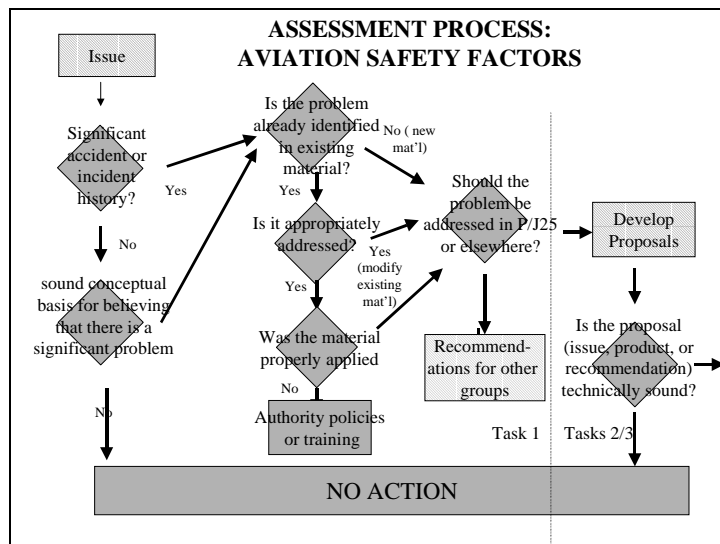 ASSESSMENT PROCESS:
AVIATION SAFETY FACTORS
Issue
Significant
accident or
incident
history?
Yes
No
sound conceptual
basis for believing
that there is a
significant problem
No
Is the problem
already identified
in existing
material?
No ( new
mat'l)
Yes
Is it appropriately
addressed?
Yes
(modify
existing
mat'l)
Yes
Was the material
properly applied
No
Authority policies
or training
Should the
problem be
addressed in P/J25
or elsewhere?
Recommend-
ations for other
groups
Task 1
Develop
Proposals
Is the proposal
(issue, product, or
recommendation)
technically sound?
Tasks 2/3
NO ACTION